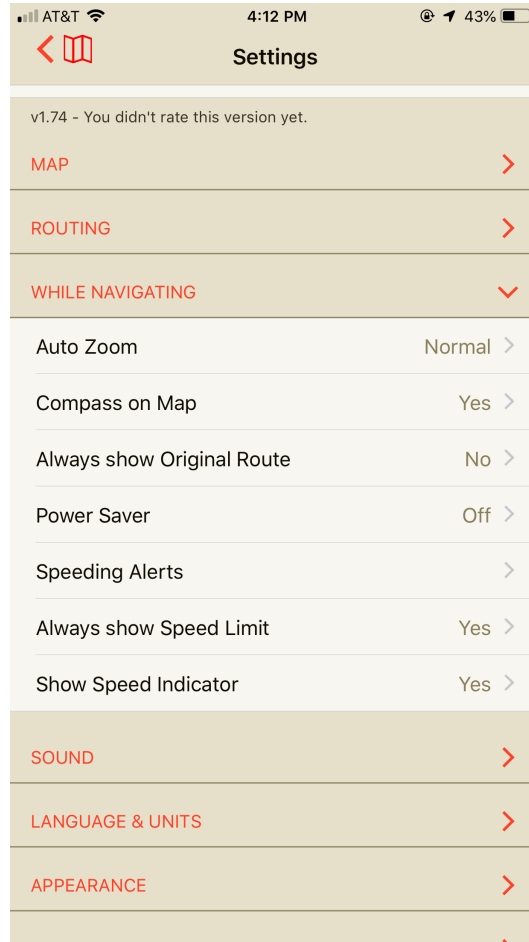 AT&T 4:12 PM 43%
Settings
v1.74 - You didn't rate this version yet.
MAP
ROUTING
WHILE NAVIGATING
Auto Zoom Normal
Compass on Map Yes
Always show Original Route No
Power Saver Off
Speeding Alerts
Always show Speed Limit Yes
Show Speed Indicator Yes
SOUND
LANGUAGE & UNITS
APPEARANCE